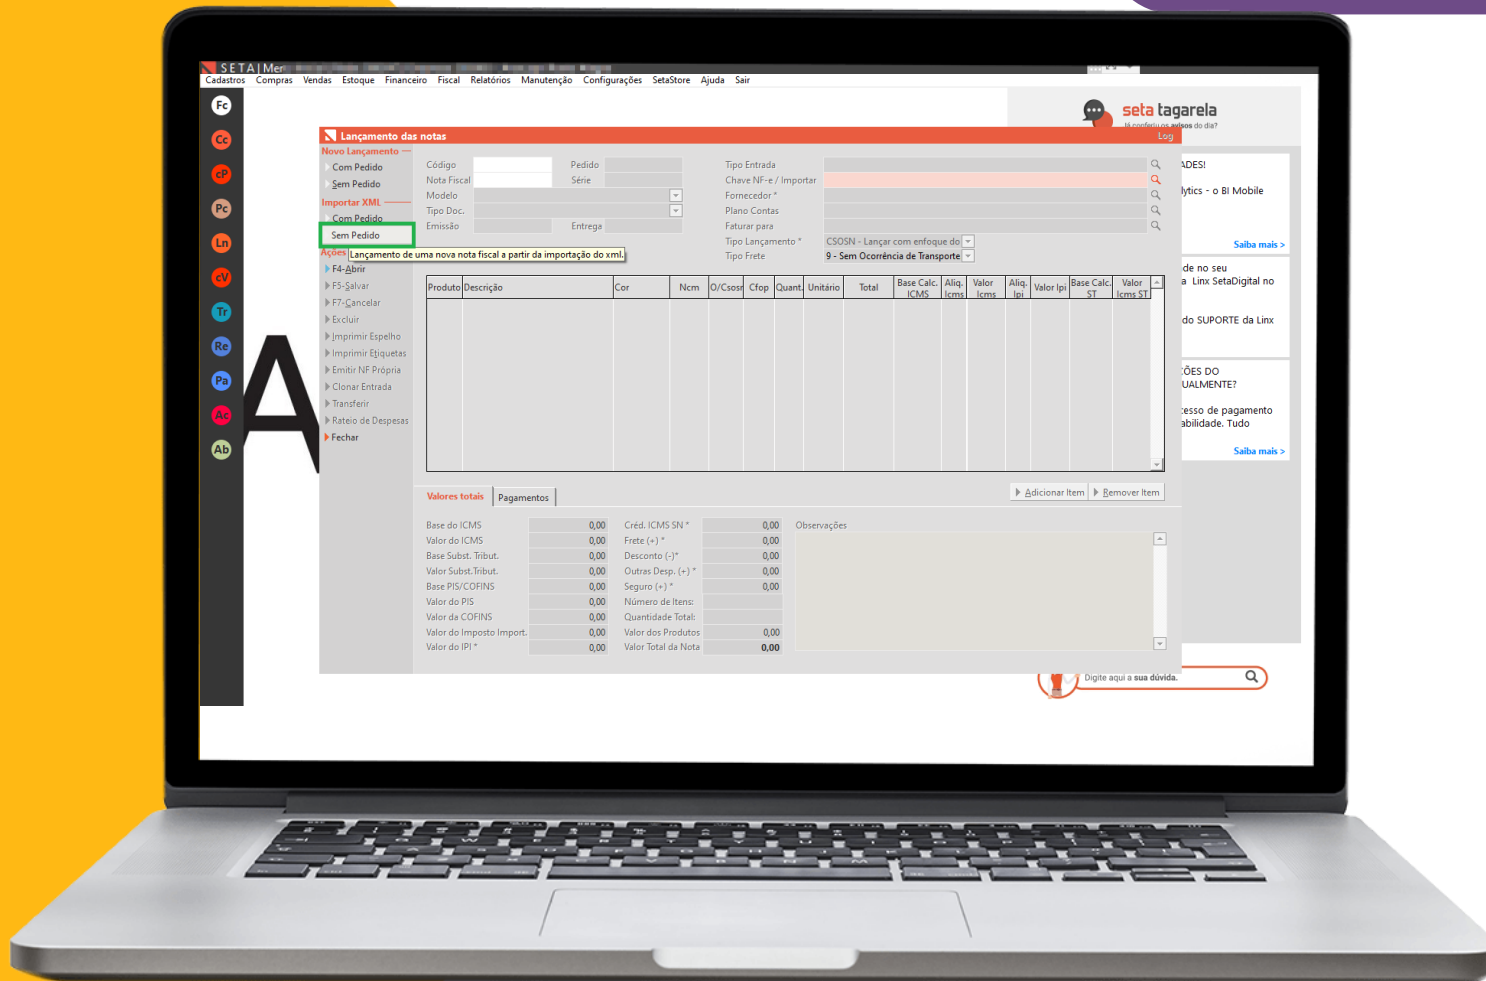 SETA | Mer
Cadastros Compras Vendas Estoque Financeiro Fiscal Relatórios Manutenção Configurações SetaStore Ajuda Sair
Fc
Cc
cP
Pc
Ln
cV
Tr
Re
Pa
Ac
Ab
A
seta tagarela
Já conferiu os avisos do dia?
Lançamento das notas
Log
Novo Lançamento
Com Pedido
Sem Pedido
Importar XML
Com Pedido
Sem Pedido
Ações
Lançamento de uma nova nota fiscal a partir da importação do xml.
F4-Abrir
F5-Salvar
F7-Cancelar
Excluir
Imprimir Espelho
Imprimir Etiquetas
Emitir NF Própria
Clonar Entrada
Transferir
Rateio de Despesas
Fechar
Código Pedido
Nota Fiscal Série
Modelo
Tipo Doc.
Emissão Entrega
Tipo Entrada
Chave NF-e / Importar
Fornecedor *
Plano Contas
Faturar para
Tipo Lançamento * CSOSN - Lançar com enfoque do
Tipo Frete 9 - Sem Ocorrência de Transporte
Produto Descrição Cor Ncm O/Csosn Cfop Quant. Unitário Total Base Calc. ICMS Aliq. Icms Valor Icms Aliq. Ipi Valor Ipi Base Calc. ST Valor Icms ST
Adicionar Item Remover Item
Valores totais Pagamentos
Base do ICMS 0,00 Créd. ICMS SN * 0,00 Observações
Valor do ICMS 0,00 Frete (+) * 0,00
Base Subst. Tribut. 0,00 Desconto (-)* 0,00
Valor Subst.Tribut. 0,00 Outras Desp. (+) * 0,00
Base PIS/COFINS 0,00 Seguro (+) * 0,00
Valor do PIS 0,00 Número de Itens:
Valor da COFINS 0,00 Quantidade Total:
Valor do Imposto Import. 0,00 Valor dos Produtos 0,00
Valor do IPI * 0,00 Valor Total da Nota 0,00
ADES!
lytics - o BI Mobile
Saiba mais >
de no seu
a Linx SetaDigital no
do SUPORTE da Linx
ÇÕES DO
UALMENTE?
cesso de pagamento
abilidade. Tudo
Saiba mais >
Digite aqui a sua dúvida.